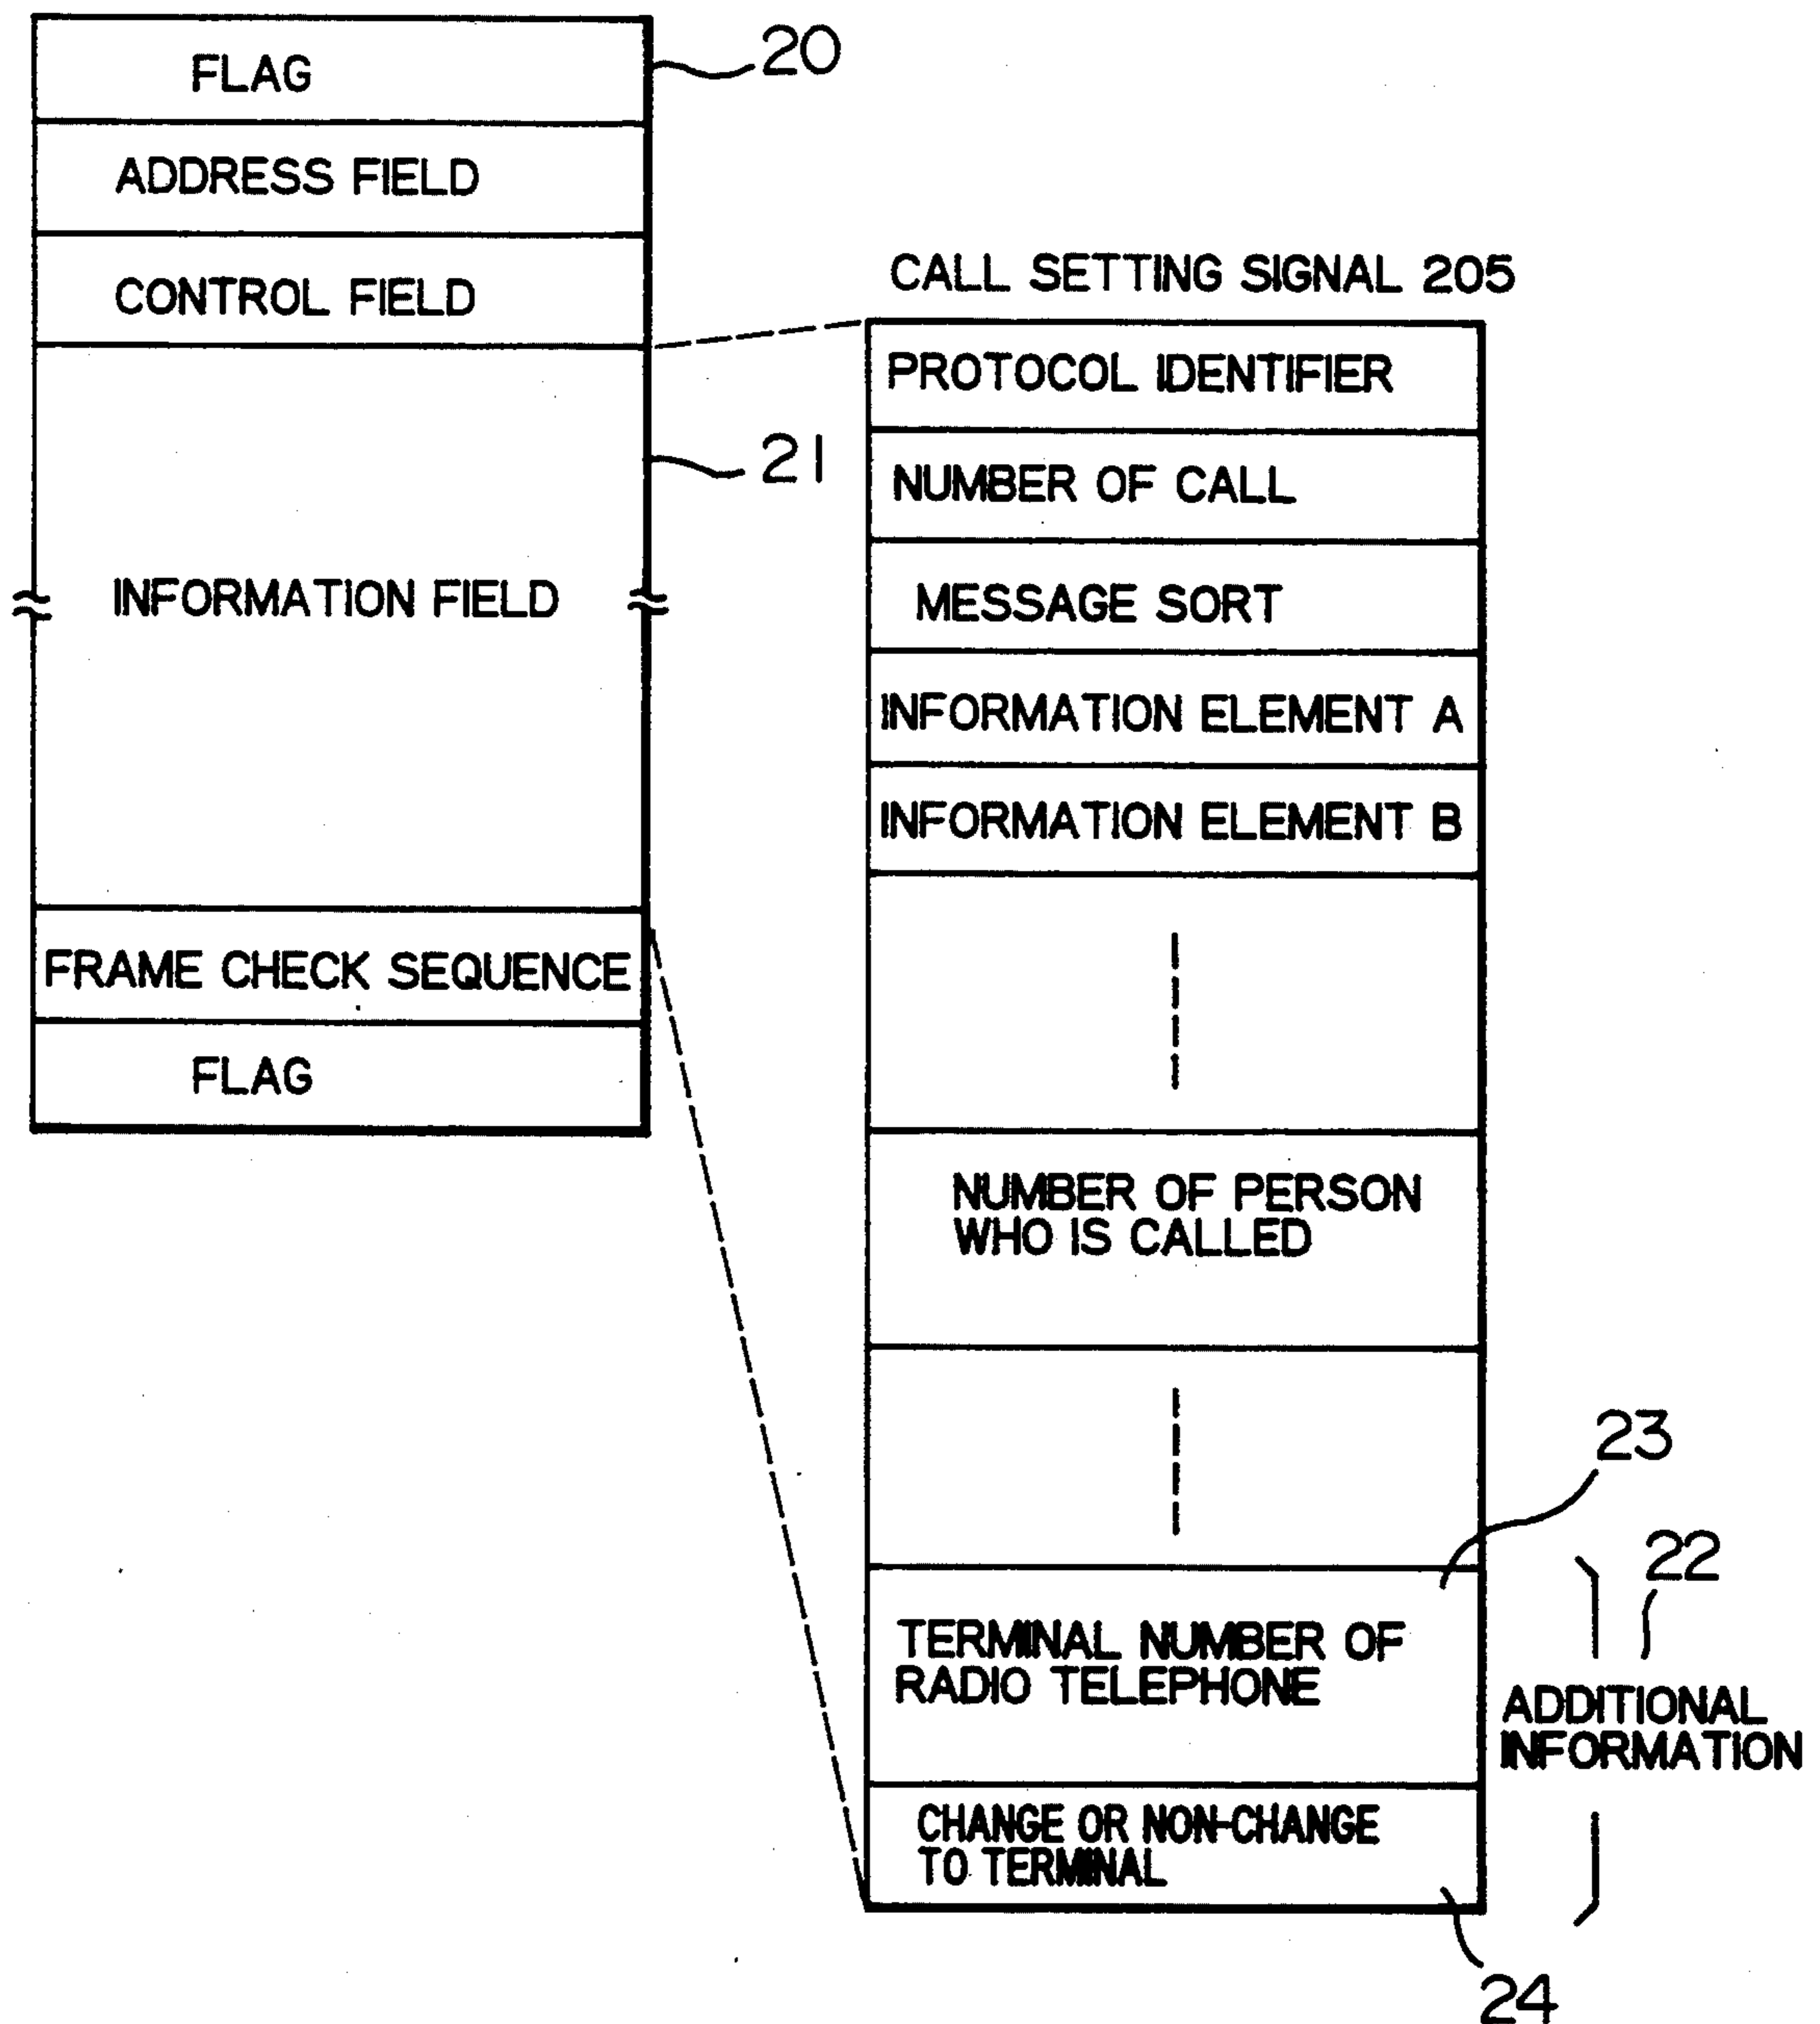 FLAG
20
ADDRESS FIELD
CONTROL FIELD
21
INFORMATION FIELD
FRAME CHECK SEQUENCE
FLAG
CALL SETTING SIGNAL 205
PROTOCOL IDENTIFIER
NUMBER OF CALL
MESSAGE SORT
INFORMATION ELEMENT A
INFORMATION ELEMENT B
NUMBER OF PERSON
WHO IS CALLED
23
22
TERMINAL NUMBER OF
RADIO TELEPHONE
ADDITIONAL
INFORMATION
CHANGE OR NON-CHANGE
TO TERMINAL
24